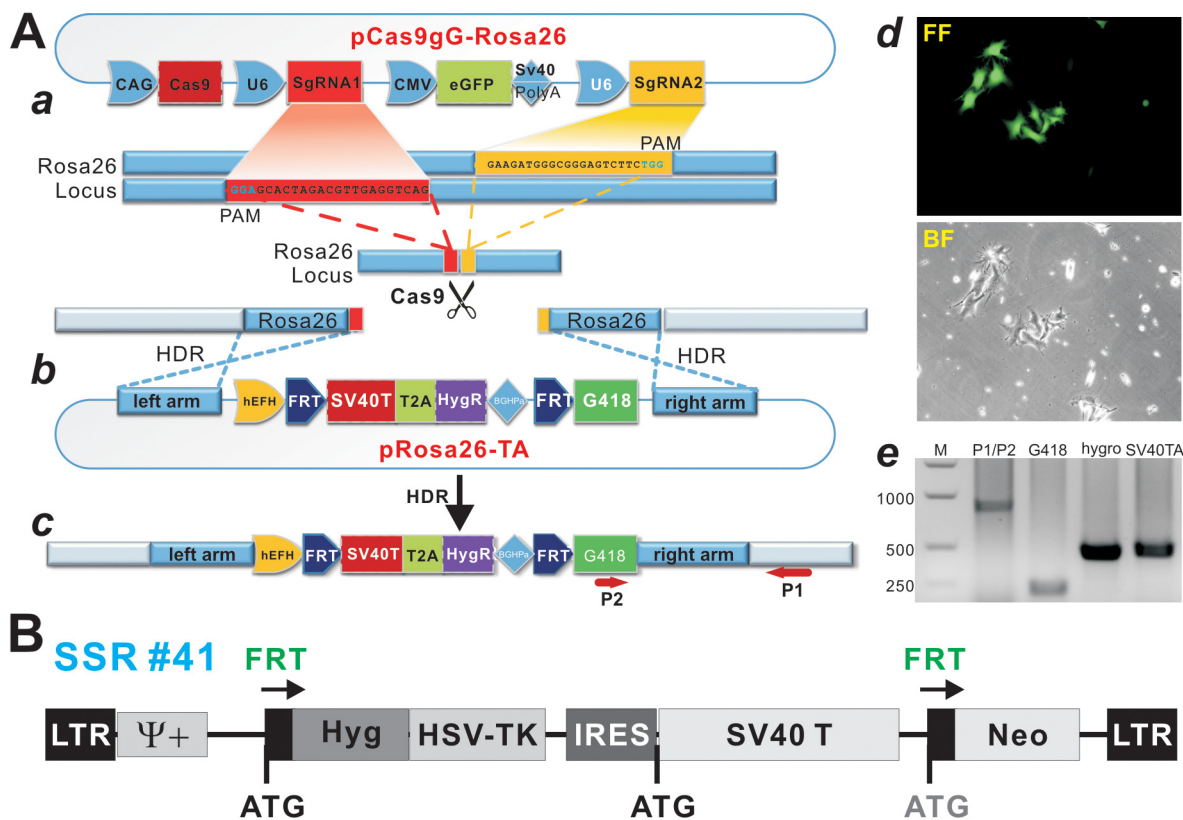 A
pCas9gG-Rosa26
CAG Cas9 U6 SgRNA1 CMV eGFP Sv40 PolyA U6 SgRNA2
a
PAM
Rosa26 Locus
GAAGATGGGCGGGAGTCTTCTGG
GGAGCACTAGACGTTGAGGTCAG
PAM
Rosa26 Locus
Cas9
Rosa26 Rosa26
HDR HDR
b
left arm hEFH FRT SV40T T2A HygR BGHPa FRT G418 right arm
pRosa26-TA
HDR
c
left arm hEFH FRT SV40T T2A HygR BGHPa FRT G418 right arm
P2 P1
d
FF
BF
e
M P1/P2 G418 hygro SV40TA
1000
500
250
B
SSR #41
FRT FRT
LTR Ψ+ Hyg HSV-TK IRES SV40 T Neo LTR
ATG ATG ATG